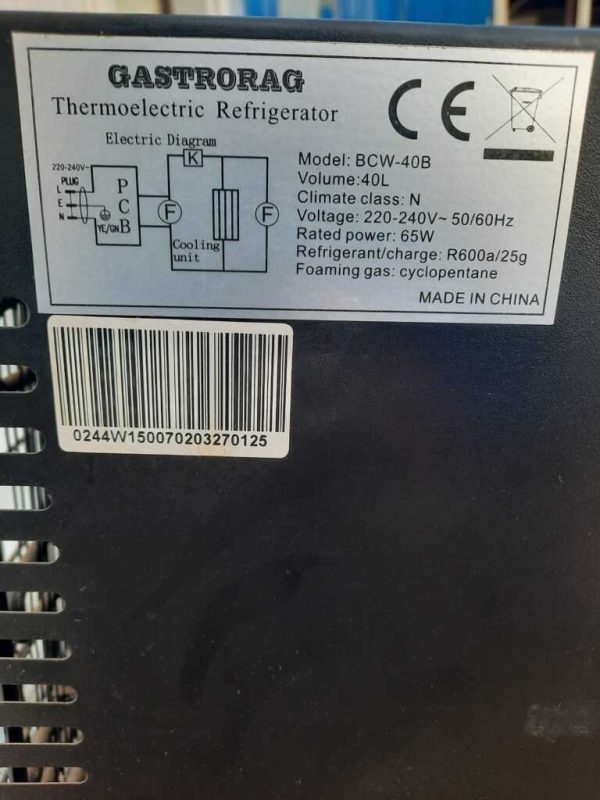 GASTRORAG
Thermoelectric Refrigerator
CE
Electric Diagram
220-240V~
PLUG
L
E
N
YE/GN
P
C
B
F
K
Cooling
unit
F
Model: BCW-40B
Volume:40L
Climate class: N
Voltage: 220-240V~ 50/60Hz
Rated power: 65W
Refrigerant/charge: R600a/25g
Foaming gas: cyclopentane
MADE IN CHINA
0244W150070203270125